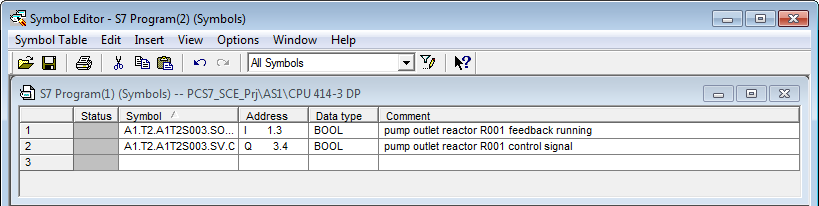 Symbol Editor - S7 Program(2) (Symbols)
Symbol Table Edit Insert View Options Window Help
All Symbols
S7 Program(1) (Symbols) -- PCS7_SCE_Prj\AS1\CPU 414-3 DP
Status Symbol Address Data type Comment
1 A1.T2.A1T2S003.SO... I 1.3 BOOL pump outlet reactor R001 feedback running
2 A1.T2.A1T2S003.SV.C Q 3.4 BOOL pump outlet reactor R001 control signal
3